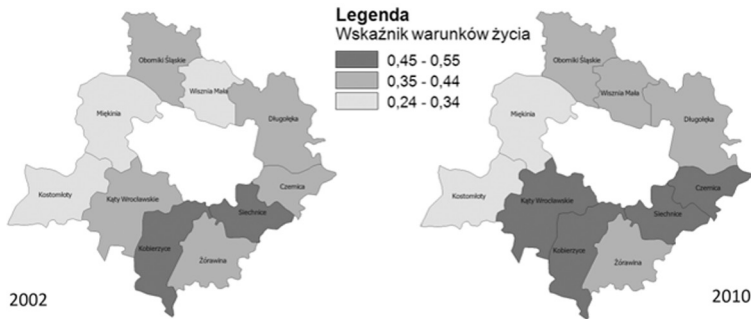 Legenda
Wskaźnik warunków życia
0,45 - 0,55
0,35 - 0,44
0,24 - 0,34
Oborniki Śląskie
Wisznia Mała
Długołęka
Miękinia
Czernica
Kostomłoty
Kąty Wrocławskie
Siechnice
Kobierzyce
Żórawina
2002
Oborniki Śląskie
Wisznia Mała
Długołęka
Miękinia
Czernica
Kostomłoty
Kąty Wrocławskie
Siechnice
Kobierzyce
Żórawina
2010